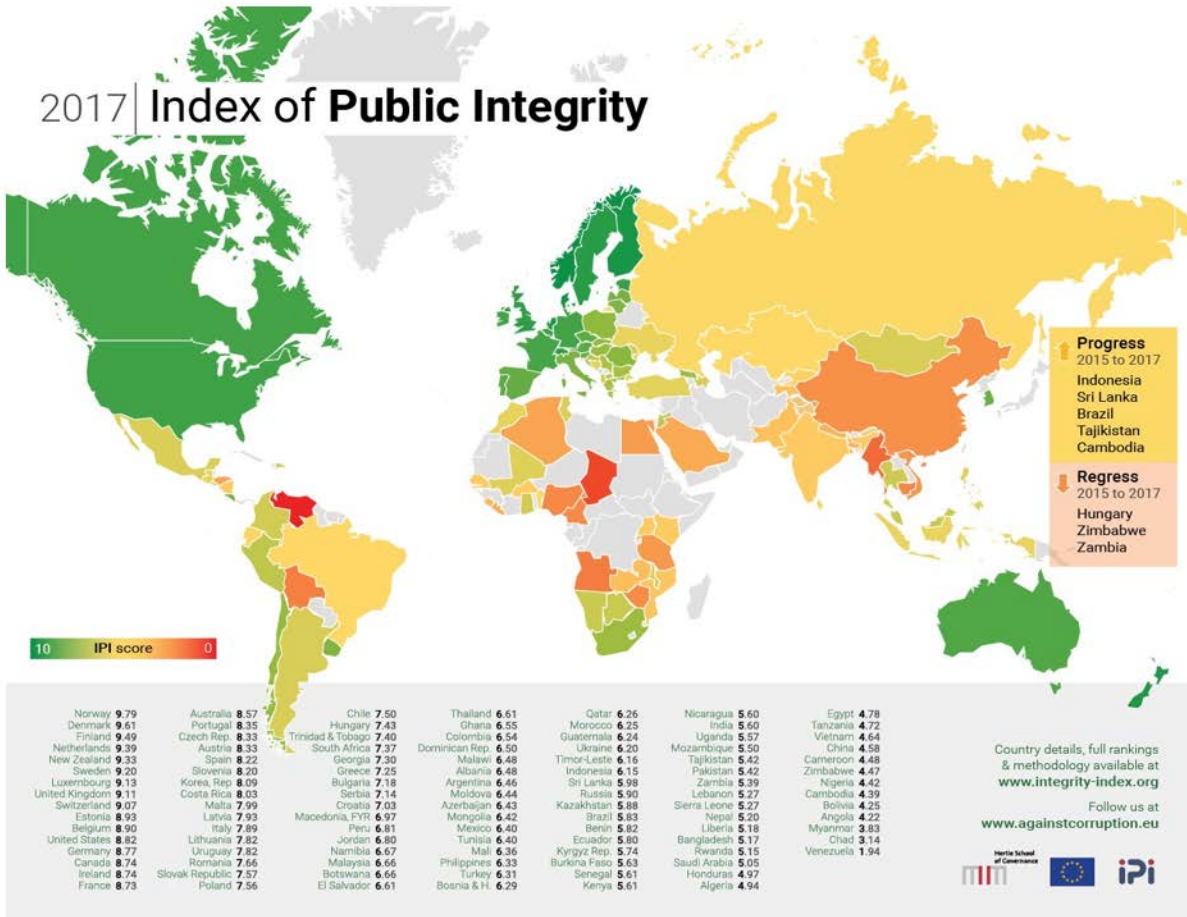 2017 | Index of Public Integrity
Progress
2015 to 2017
Indonesia
Sri Lanka
Brazil
Tajikistan
Cambodia
Regress
2015 to 2017
Hungary
Zimbabwe
Zambia
10 IPI score 0
Norway 9.79
Denmark 9.61
Finland 9.49
Netherlands 9.39
New Zealand 9.33
Sweden 9.20
Luxembourg 9.13
United Kingdom 9.11
Switzerland 9.07
Estonia 8.93
Belgium 8.90
United States 8.82
Germany 8.77
Canada 8.74
Ireland 8.74
France 8.73
Australia 8.57
Portugal 8.35
Czech Rep. 8.33
Austria 8.33
Spain 8.22
Slovenia 8.20
Korea, Rep 8.09
Costa Rica 8.03
Malta 7.99
Latvia 7.93
Italy 7.89
Lithuania 7.82
Uruguay 7.82
Romania 7.66
Slovak Republic 7.57
Poland 7.56
Chile 7.50
Hungary 7.43
Trinidad & Tobago 7.40
South Africa 7.37
Georgia 7.30
Greece 7.25
Bulgaria 7.18
Serbia 7.14
Croatia 7.03
Macedonia, FYR 6.97
Peru 6.81
Jordan 6.80
Namibia 6.67
Malaysia 6.66
Botswana 6.66
El Salvador 6.61
Thailand 6.61
Ghana 6.55
Colombia 6.54
Dominican Rep. 6.50
Malawi 6.48
Albania 6.48
Argentina 6.46
Moldova 6.44
Azerbaijan 6.43
Mongolia 6.42
Mexico 6.40
Tunisia 6.40
Mali 6.36
Philippines 6.33
Turkey 6.31
Bosnia & H. 6.29
Qatar 6.26
Morocco 6.25
Guatemala 6.24
Ukraine 6.20
Timor-Leste 6.16
Indonesia 6.15
Sri Lanka 5.98
Russia 5.90
Kazakhstan 5.88
Brazil 5.83
Benin 5.82
Ecuador 5.80
Kyrgyz Rep. 5.74
Burkina Faso 5.63
Senegal 5.61
Kenya 5.61
Nicaragua 5.60
India 5.60
Uganda 5.57
Mozambique 5.50
Tajikistan 5.42
Pakistan 5.42
Zambia 5.39
Lebanon 5.27
Sierra Leone 5.27
Nepal 5.20
Liberia 5.18
Bangladesh 5.17
Rwanda 5.15
Saudi Arabia 5.05
Honduras 4.97
Algeria 4.94
Egypt 4.78
Tanzania 4.72
Vietnam 4.64
China 4.58
Cameroon 4.48
Zimbabwe 4.47
Nigeria 4.42
Cambodia 4.39
Bolivia 4.25
Angola 4.22
Myanmar 3.83
Chad 3.14
Venezuela 1.94
Country details, full rankings
& methodology available at
www.integrity-index.org
Follow us at
www.againstcorruption.eu
Hertie School
of Governance
iPi